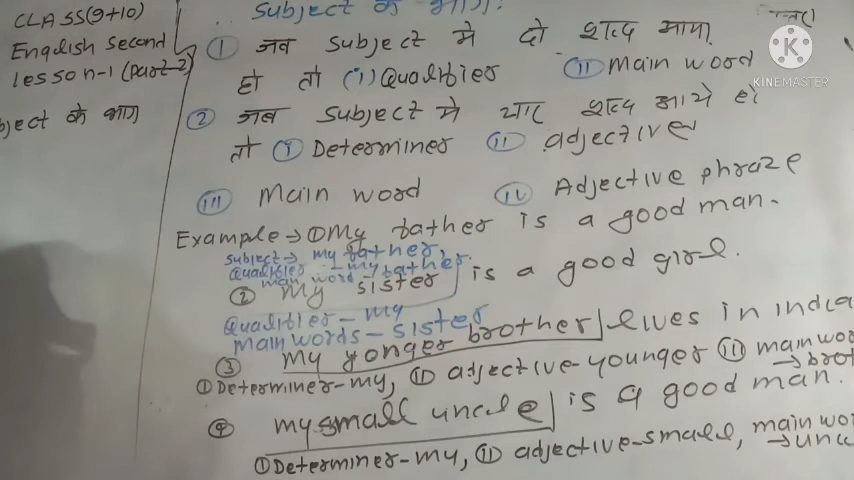 CLASS(9+10)
English second
lesson-1 (part-2)
ject के भाग
subject के भाग:
① जब subject मे दो शब्द आया
हो तो (i) Qualifier (ii) main word
② जब subject मे चार शब्द आये हो
तो (i) Determiner (ii) adjective
(iii) main word (iv) Adjective phraze
Example → ① My father is a good man.
subject → my father.
Qualifier - my
main word - father
② my sister is a good girl.
Qualifier - my
main words - sister
③ my yonger brother lives in india
(i) Determiner - my, (ii) adjective - younger (iii) main wo
→ brot
④ my small uncle is a good man.
(i) Determiner - my, (ii) adjective - small, main wo
→ unc
KINEMASTER